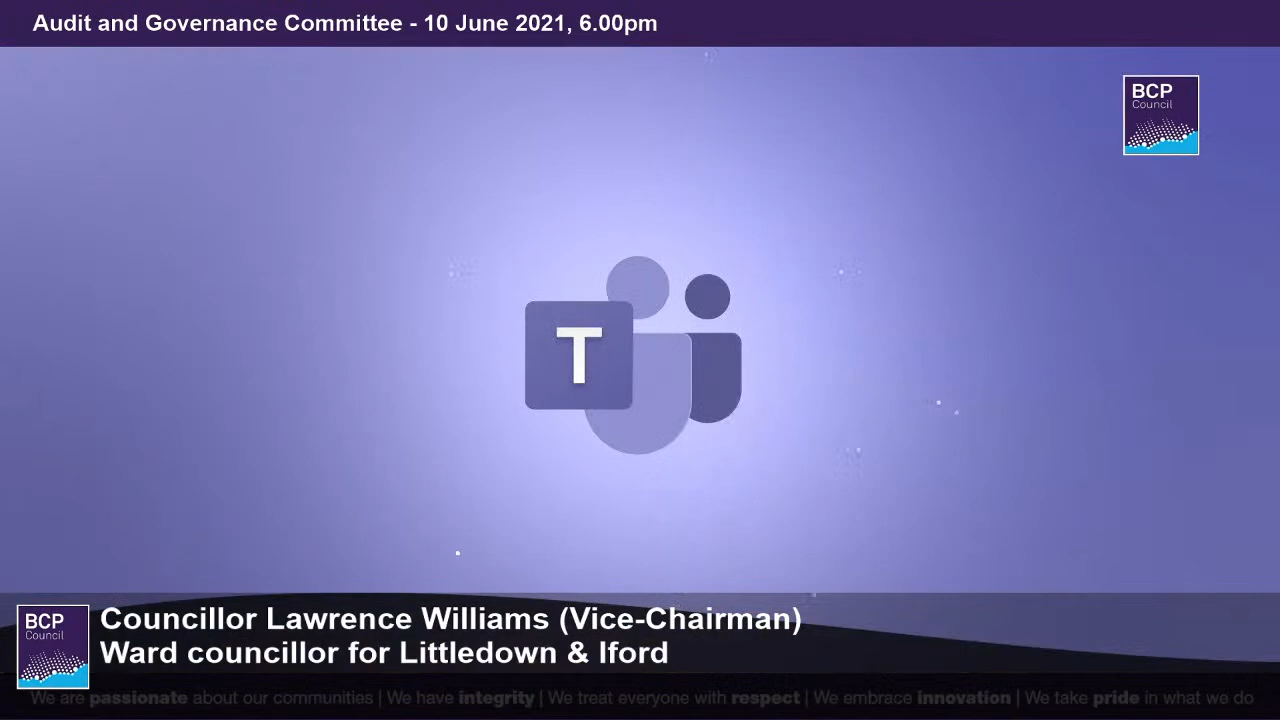 Audit and Governance Committee - 10 June 2021, 6.00pm
BCP
Council
T
BCP
Council
Councillor Lawrence Williams (Vice-Chairman)
Ward councillor for Littledown & Iford
We are passionate about our communities | We have integrity | We treat everyone with respect | We embrace innovation | We take pride in what we do